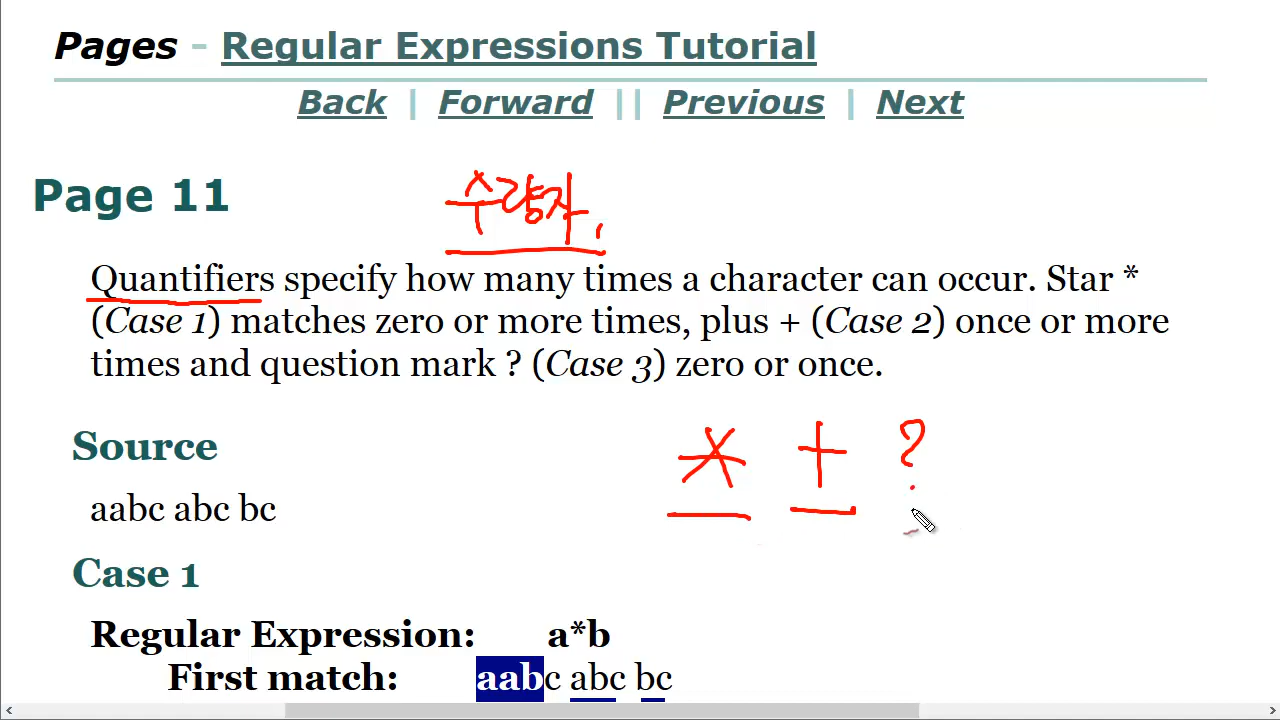 Pages - Regular Expressions Tutorial
Back | Forward || Previous | Next
Page 11
수량자,
Quantifiers specify how many times a character can occur. Star *
(Case 1) matches zero or more times, plus + (Case 2) once or more
times and question mark ? (Case 3) zero or once.
Source
* + ?
aabc abc bc
Case 1
Regular Expression: a*b
First match: aabc abc bc